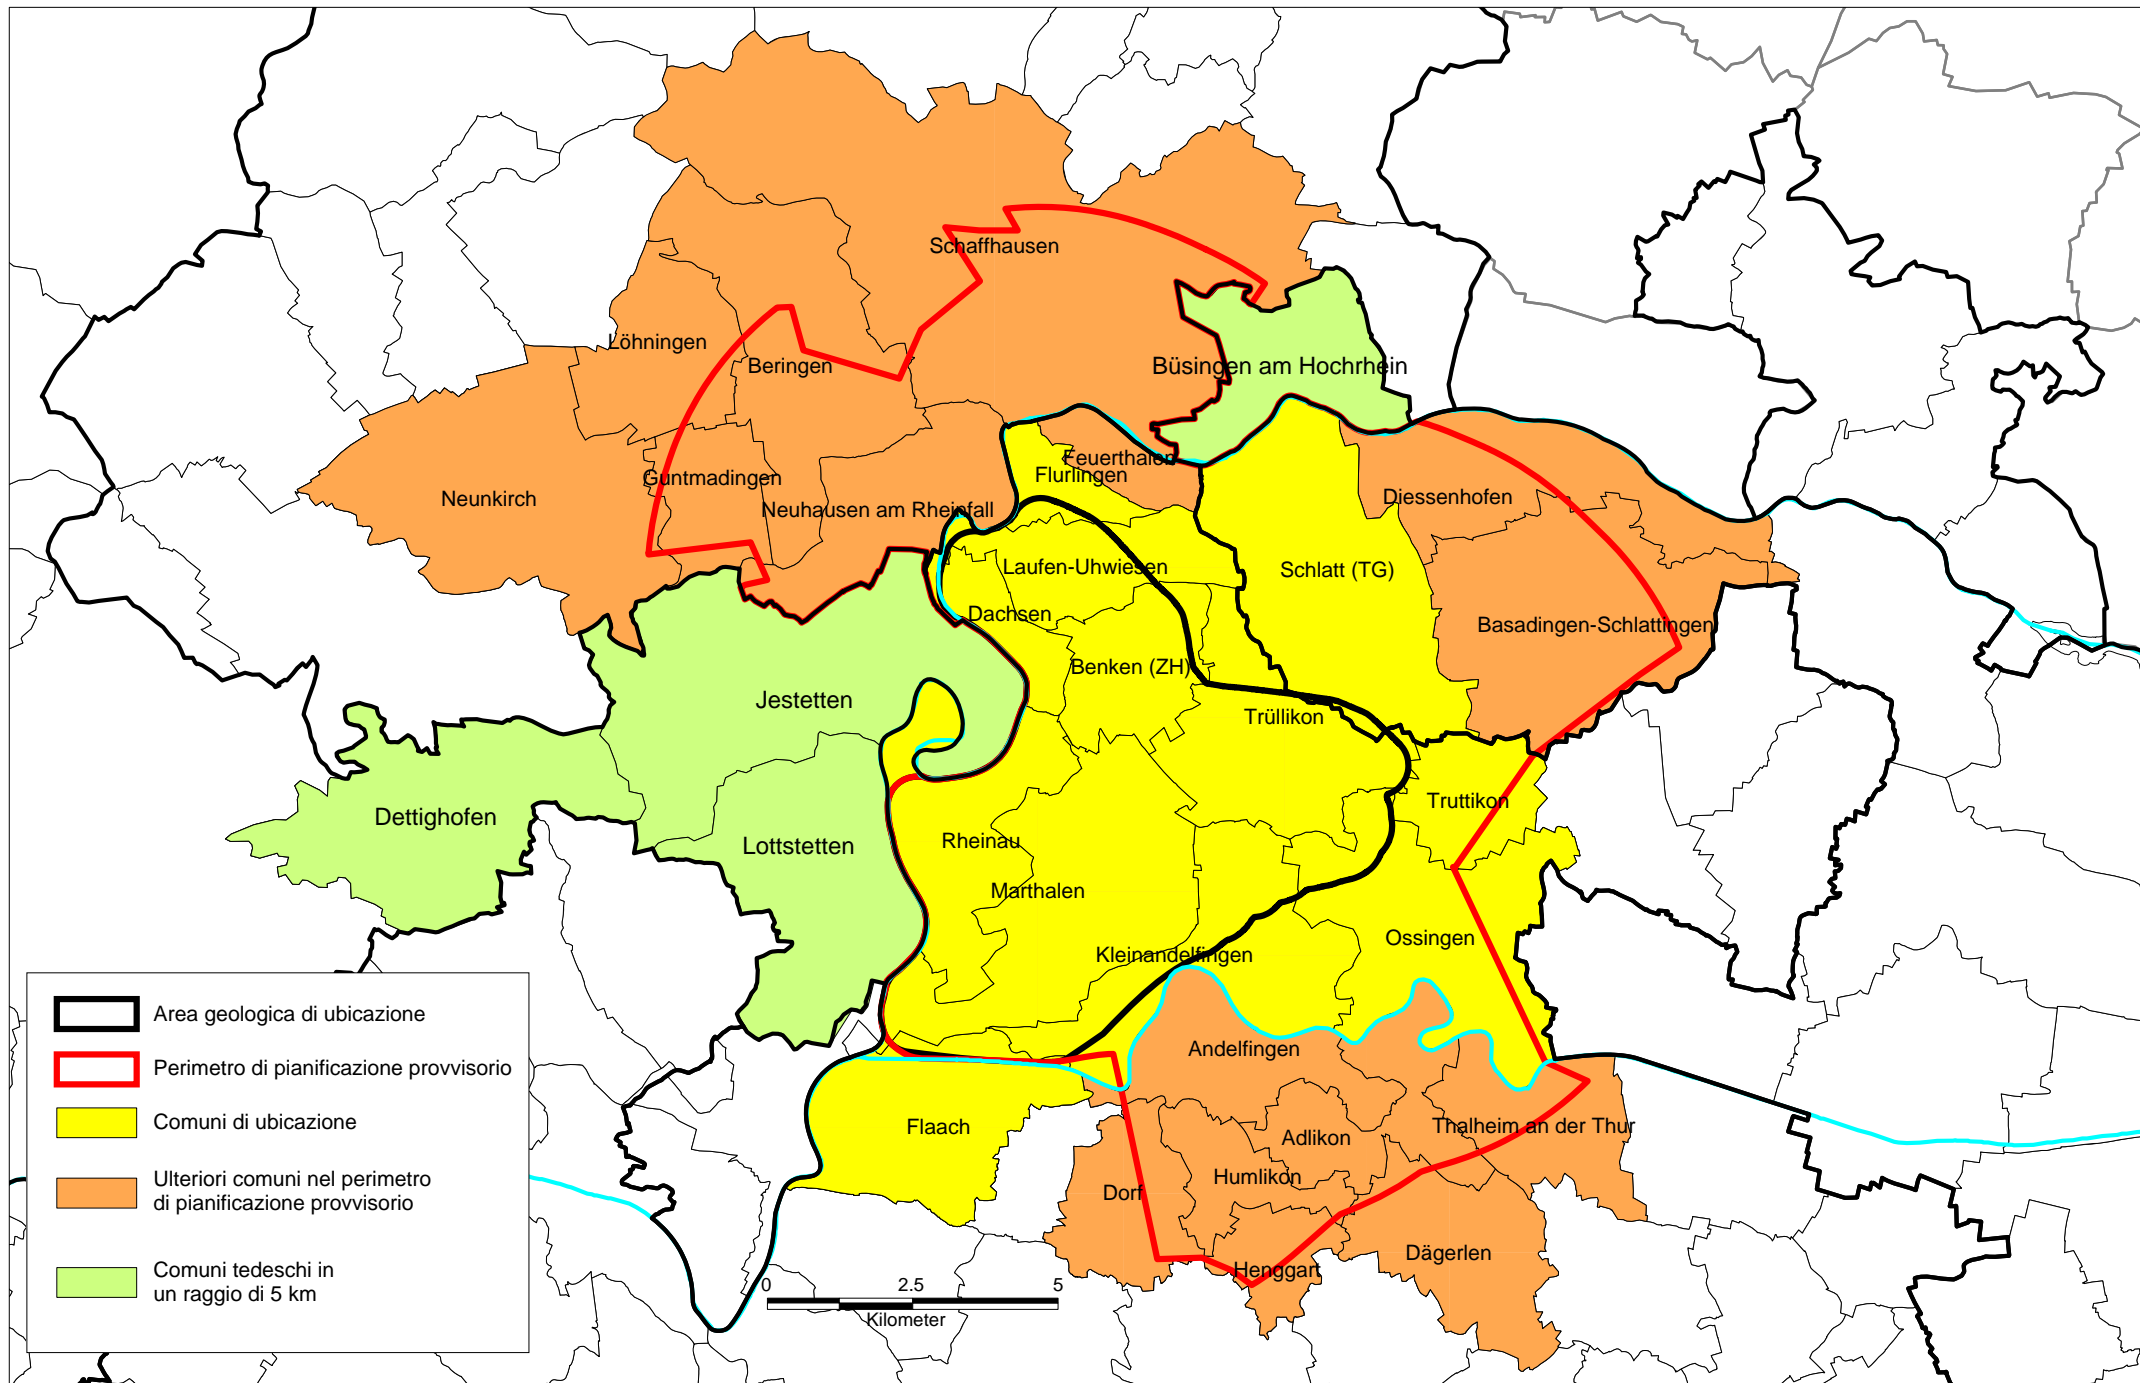 Schaffhausen
Löhningen
Beringen
Büsingen am Hochrhein
Feuerthalen
Flurlingen
Guntmadingen
Neunkirch
Diessenhofen
Neuhausen am Rheinfall
Laufen-Uhwiesen
Schlatt (TG)
Dachsen
Basadingen-Schlattingen
Benken (ZH)
Jestetten
Trüllikon
Truttikon
Dettighofen
Lottstetten
Rheinau
Marthalen
Ossingen
Kleinandelfingen
Andelfingen
Flaach
Thalheim an der Thur
Adlikon
Humlikon
Dorf
Dägerlen
Henggart
Area geologica di ubicazione
Perimetro di pianificazione provvisorio
Comuni di ubicazione
Ulteriori comuni nel perimetro
di pianificazione provvisorio
Comuni tedeschi in
un raggio di 5 km
0 2.5 5
Kilometer